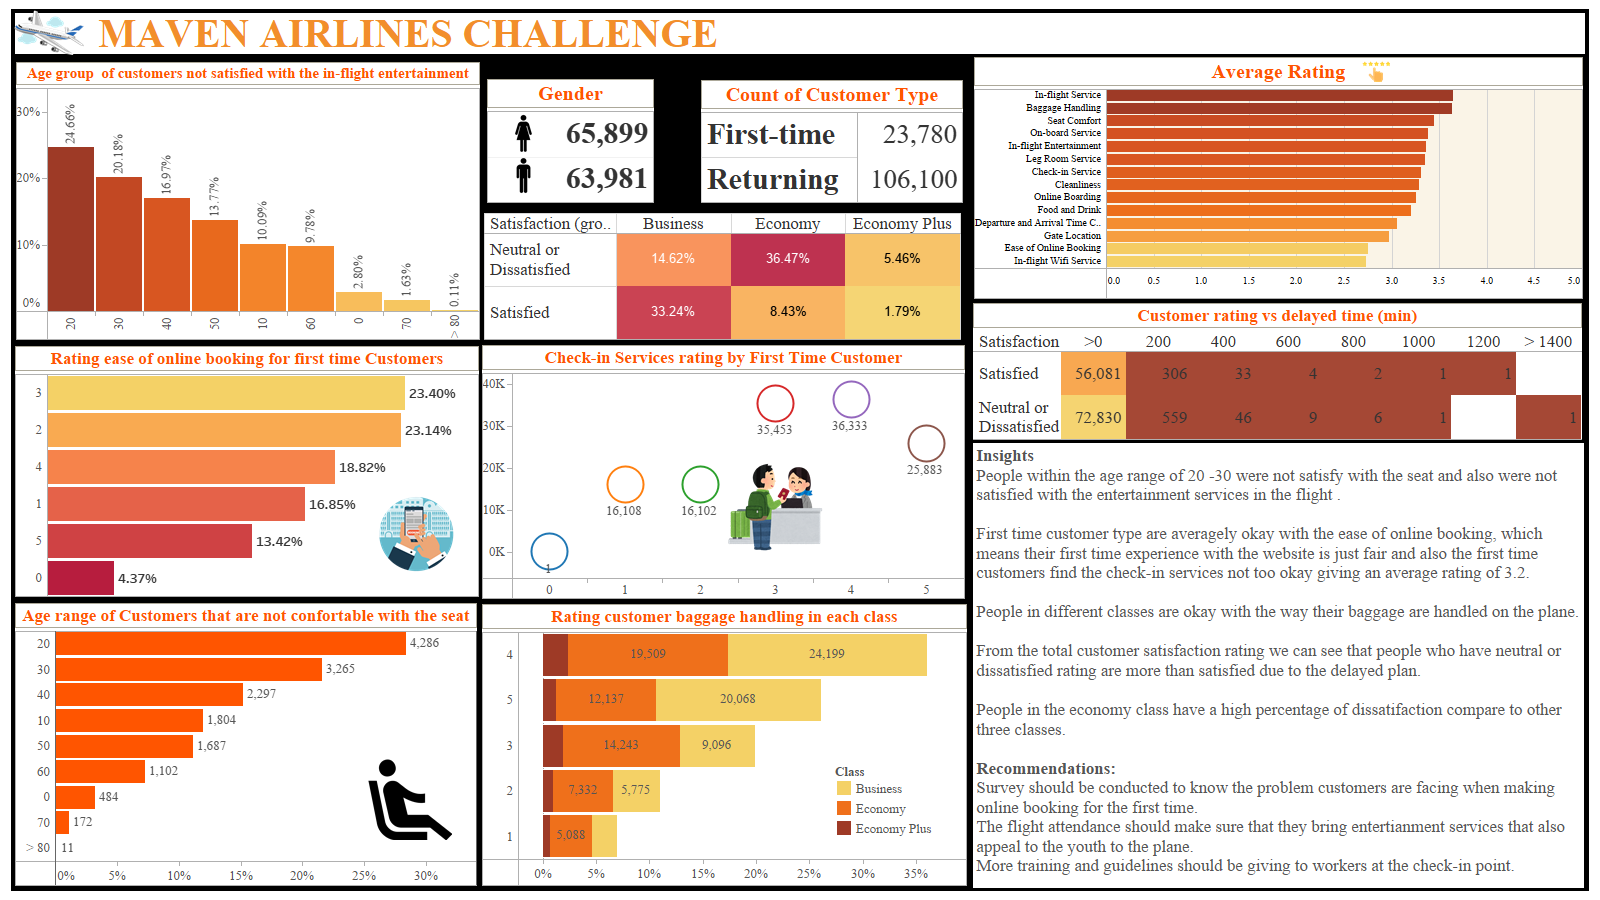 MAVEN AIRLINES CHALLENGE
Age group of customers not satisfied with the in-flight entertainment
30%
20%
10%
0%
24.66%
20.18%
16.97%
13.77%
10.09%
9.78%
2.80%
1.63%
0.11%
20
30
40
50
10
60
0
70
> 80
Gender
65,899
63,981
Count of Customer Type
First-time 23,780
Returning 106,100
Satisfaction (gro.. Business Economy Economy Plus
Neutral or
Dissatisfied
14.62% 36.47% 5.46%
Satisfied 33.24% 8.43% 1.79%
Average Rating
In-flight Service
Baggage Handling
Seat Comfort
On-board Service
In-flight Entertainment
Leg Room Service
Check-in Service
Cleanliness
Online Boarding
Food and Drink
Departure and Arrival Time C..
Gate Location
Ease of Online Booking
In-flight Wifi Service
0.0 0.5 1.0 1.5 2.0 2.5 3.0 3.5 4.0 4.5 5.0
Customer rating vs delayed time (min)
Satisfaction >0 200 400 600 800 1000 1200 > 1400
Satisfied 56,081 306 33 4 2 1 1
Neutral or
Dissatisfied
72,830 559 46 9 6 1 1
Rating ease of online booking for first time Customers
3 23.40%
2 23.14%
4 18.82%
1 16.85%
5 13.42%
0 4.37%
Check-in Services rating by First Time Customer
40K
30K
20K
10K
0K
1
16,108
16,102
35,453
36,333
25,883
0 1 2 3 4 5
Age range of Customers that are not confortable with the seat
20 4,286
30 3,265
40 2,297
10 1,804
50 1,687
60 1,102
0 484
70 172
> 80 11
0% 5% 10% 15% 20% 25% 30%
Rating customer baggage handling in each class
4 19,509 24,199
5 12,137 20,068
3 14,243 9,096
2 7,332 5,775
1 5,088
Class
Business
Economy
Economy Plus
0% 5% 10% 15% 20% 25% 30% 35%
Insights
People within the age range of 20 -30 were not satisfy with the seat and also were not
satisfied with the entertainment services in the flight .
First time customer type are averagely okay with the ease of online booking, which
means their first time experience with the website is just fair and also the first time
customers find the check-in services not too okay giving an average rating of 3.2.
People in different classes are okay with the way their baggage are handled on the plane.
From the total customer satisfaction rating we can see that people who have neutral or
dissatisfied rating are more than satisfied due to the delayed plan.
People in the economy class have a high percentage of dissatifaction compare to other
three classes.
Recommendations:
Survey should be conducted to know the problem customers are facing when making
online booking for the first time.
The flight attendance should make sure that they bring entertianment services that also
appeal to the youth to the plane.
More training and guidelines should be giving to workers at the check-in point.